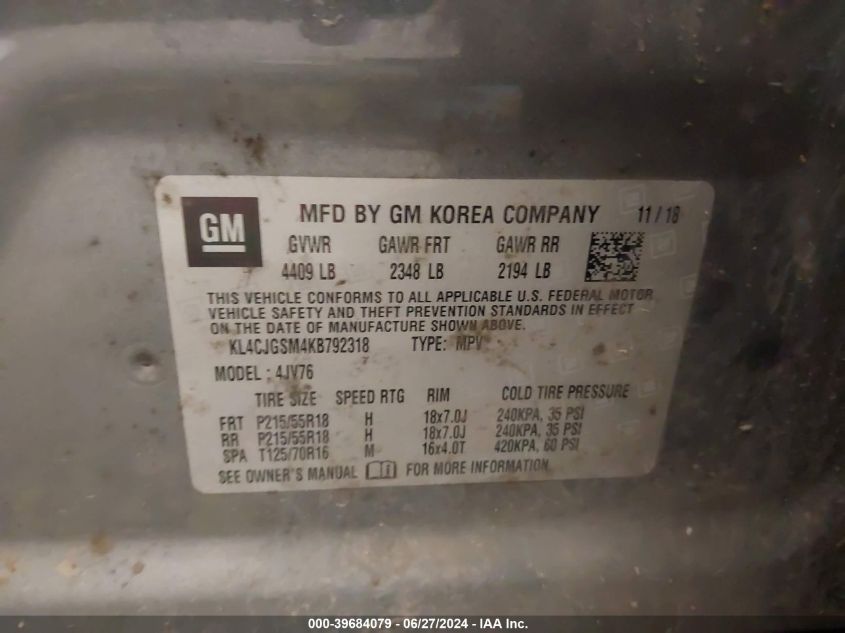 GM MFD BY GM KOREA COMPANY 11/18
GVWR GAWR FRT GAWR RR
4409 LB 2348 LB 2194 LB
THIS VEHICLE CONFORMS TO ALL APPLICABLE U.S. FEDERAL MOTOR
VEHICLE SAFETY AND THEFT PREVENTION STANDARDS IN EFFECT
ON THE DATE OF MANUFACTURE SHOWN ABOVE.
KL4CJGSM4KB792318 TYPE: MPV
MODEL : 4JV76
TIRE SIZE SPEED RTG RIM COLD TIRE PRESSURE
FRT P215/55R18 H 18x7.0J 240KPA, 35 PSI
RR P215/55R18 H 18x7.0J 240KPA, 35 PSI
SPA T125/70R16 M 16x4.0T 420KPA, 60 PSI
SEE OWNER'S MANUAL FOR MORE INFORMATION.
000-39684079 - 06/27/2024 - IAA Inc.